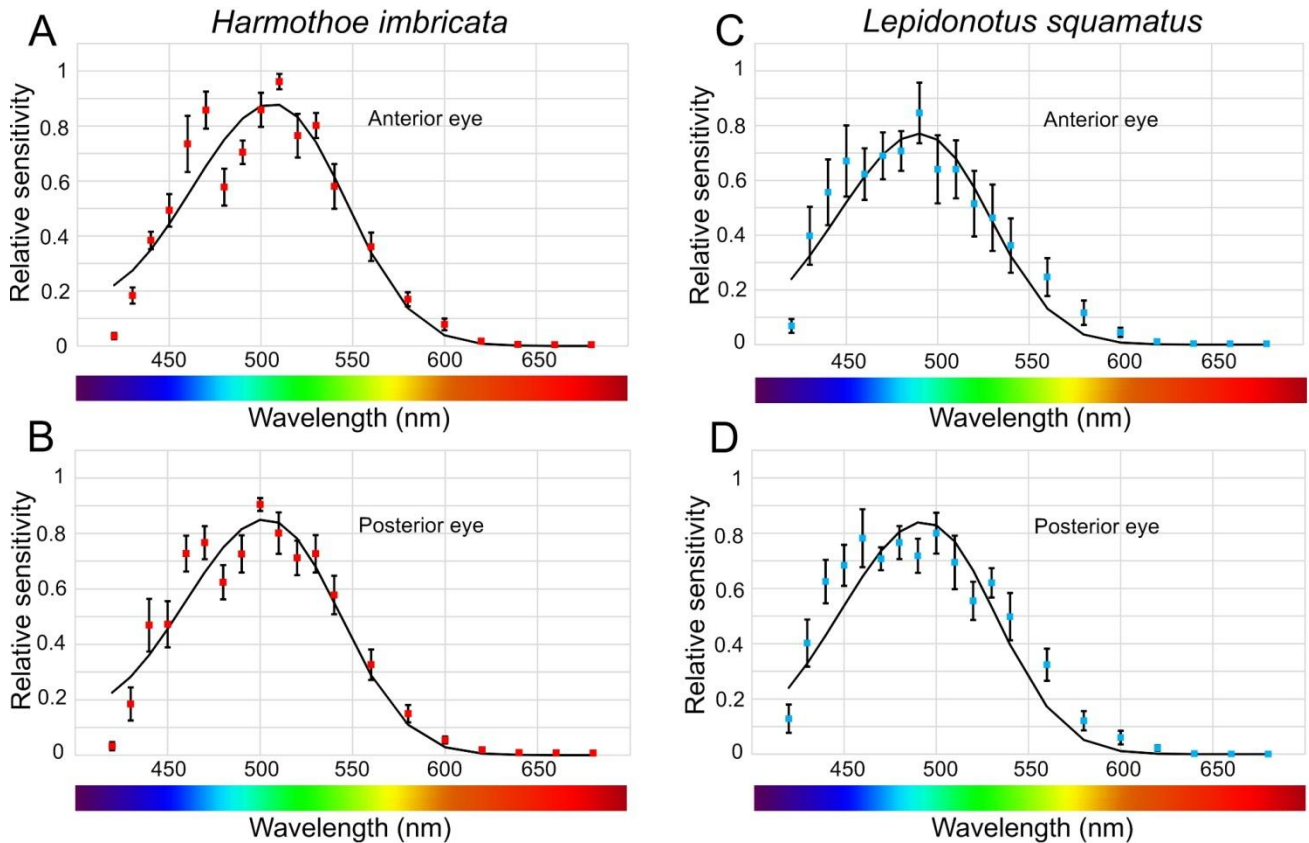 A
Harmothoe imbricata
Relative sensitivity
1
0.8
0.6
0.4
0.2
0
Anterior eye
450 500 550 600 650
Wavelength (nm)
B
Relative sensitivity
1
0.8
0.6
0.4
0.2
0
Posterior eye
450 500 550 600 650
Wavelength (nm)
C
Lepidonotus squamatus
Relative sensitivity
1
0.8
0.6
0.4
0.2
0
Anterior eye
450 500 550 600 650
Wavelength (nm)
D
Relative sensitivity
1
0.8
0.6
0.4
0.2
0
Posterior eye
450 500 550 600 650
Wavelength (nm)